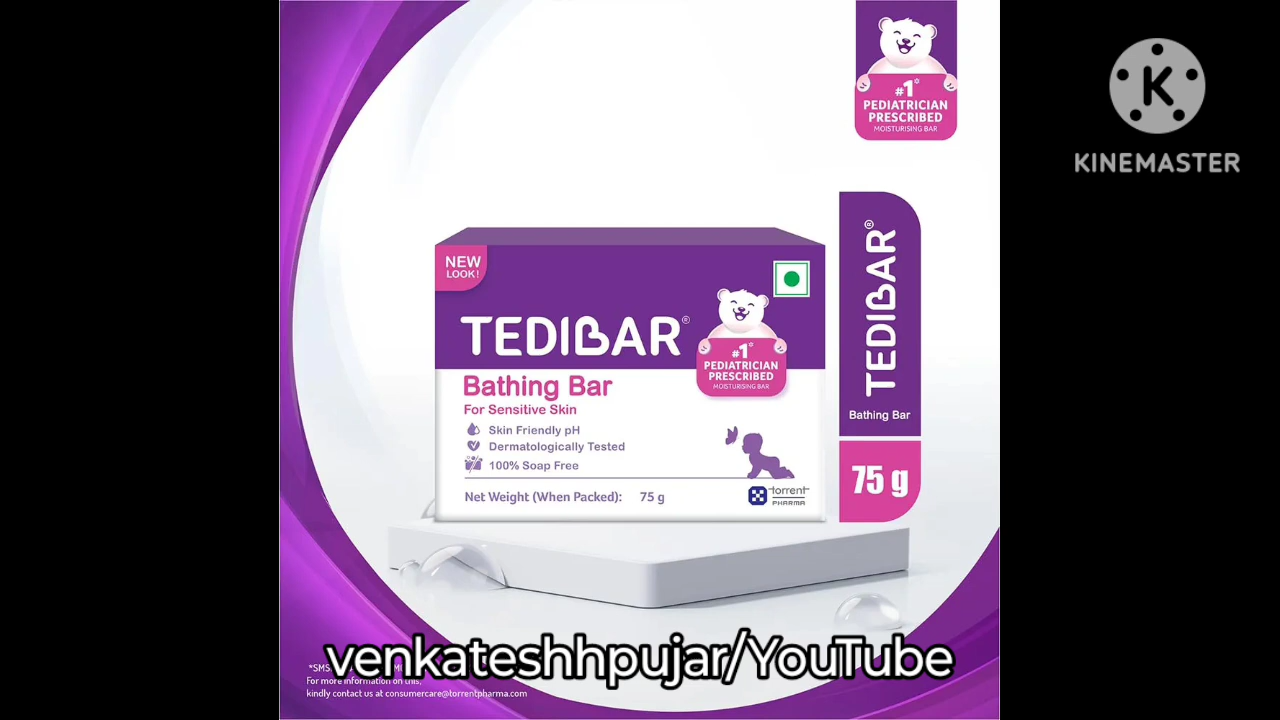 #1*
PEDIATRICIAN
PRESCRIBED
MOISTURISING BAR
K
KINEMASTER
NEW
LOOK!
TEDIBAR®
#1*
PEDIATRICIAN
PRESCRIBED
MOISTURISING BAR
Bathing Bar
For Sensitive Skin
Skin Friendly pH
Dermatologically Tested
100% Soap Free
Net Weight (When Packed): 75 g
torrent
PHARMA
TEDIBAR®
Bathing Bar
75 g
venkateshhpujar/YouTube
For more information on this,
kindly contact us at consumercare@torrentpharma.com